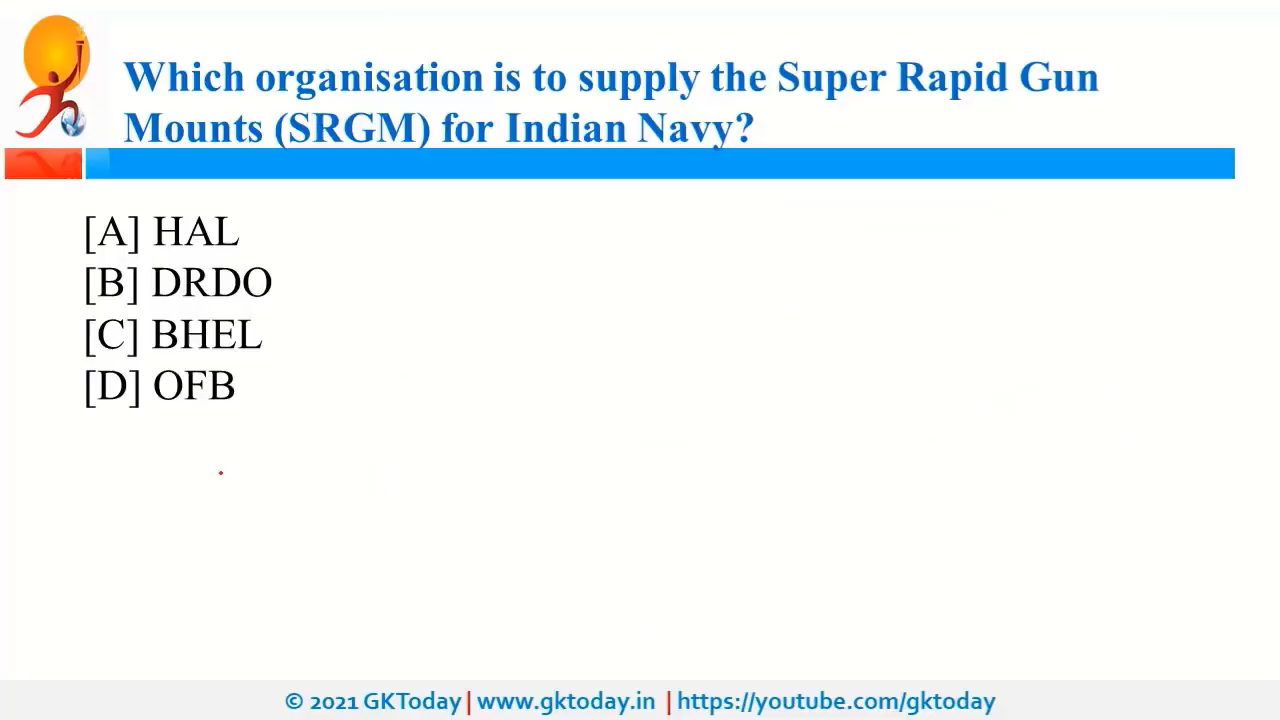 Which organisation is to supply the Super Rapid Gun
Mounts (SRGM) for Indian Navy?
[A] HAL
[B] DRDO
[C] BHEL
[D] OFB
© 2021 GKToday | www.gktoday.in | https://youtube.com/gktoday